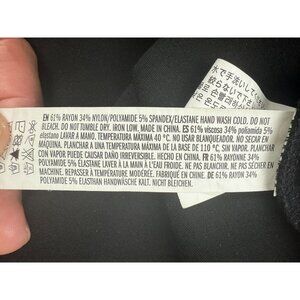 EN 61% RAYON 34% NYLON/POLYAMIDE 5% SPANDEX/ELASTANE HAND WASH COLD. DO NOT
BLEACH. DO NOT TUMBLE DRY. IRON LOW, MADE IN CHINA. ES 61% viscosa 34% poliamida 5%
elastano LAVAR A MANO. TEMPERATURA MÁXIMA 40 °C. NO USAR BLANQUEADOR. NO SECAR EN
MÁQUINA. PLANCHAR A UNA TEMPERATURA MÁXIMA DE LA BASE DE 110 °C, SIN VAPOR. PLANCHAR
CON VAPOR PUEDE CAUSAR DAÑO IRREVERSIBLE. HECHO EN CHINA. FR 61% RAYONNE 34%
POLYAMIDE 5% ÉLASTHANNE LAVER À LA MAIN À L'EAU FROIDE. NE PAS BLANCHIR. NE PAS SÉCHER EN
MACHINE. REPASSER À TEMPÉRATURE MODÉRÉE. FABRIQUÉ EN CHINE. DE 61% RAYON 34%
POLYAMIDE 5% ELASTHAN HANDWÄSCHE KALT. NICHT BLEICHEN.